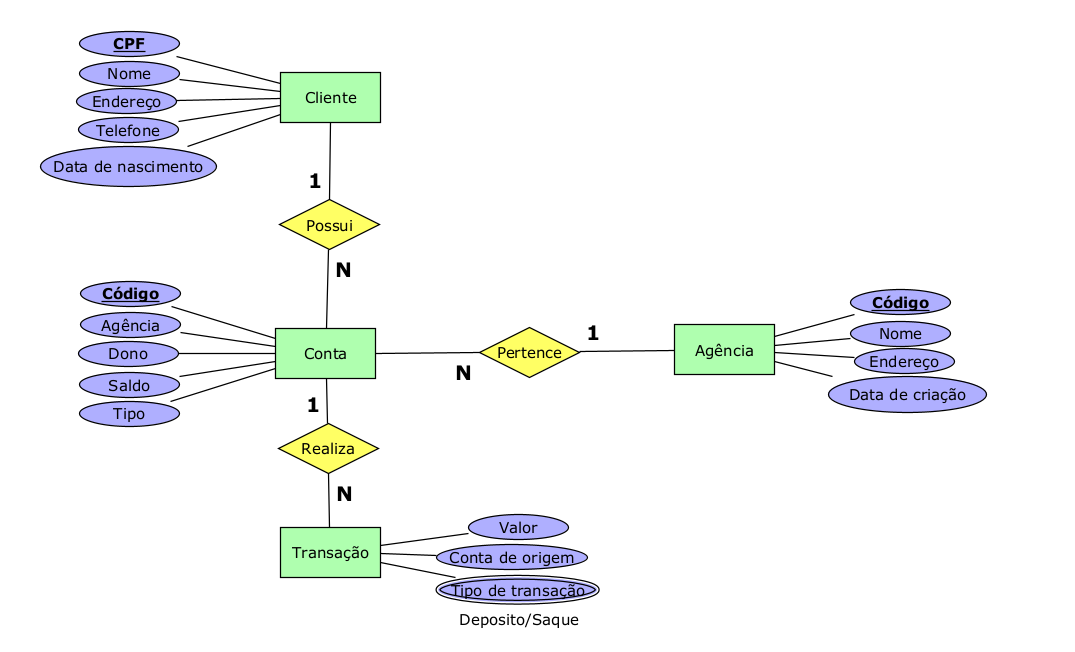 CPF
Nome
Endereço
Telefone
Data de nascimento
Cliente
1
Possui
N
Código
Agência
Dono
Saldo
Tipo
Conta
N
Pertence
1
Agência
Código
Nome
Endereço
Data de criação
1
Realiza
N
Transação
Valor
Conta de origem
Tipo de transação
Deposito/Saque